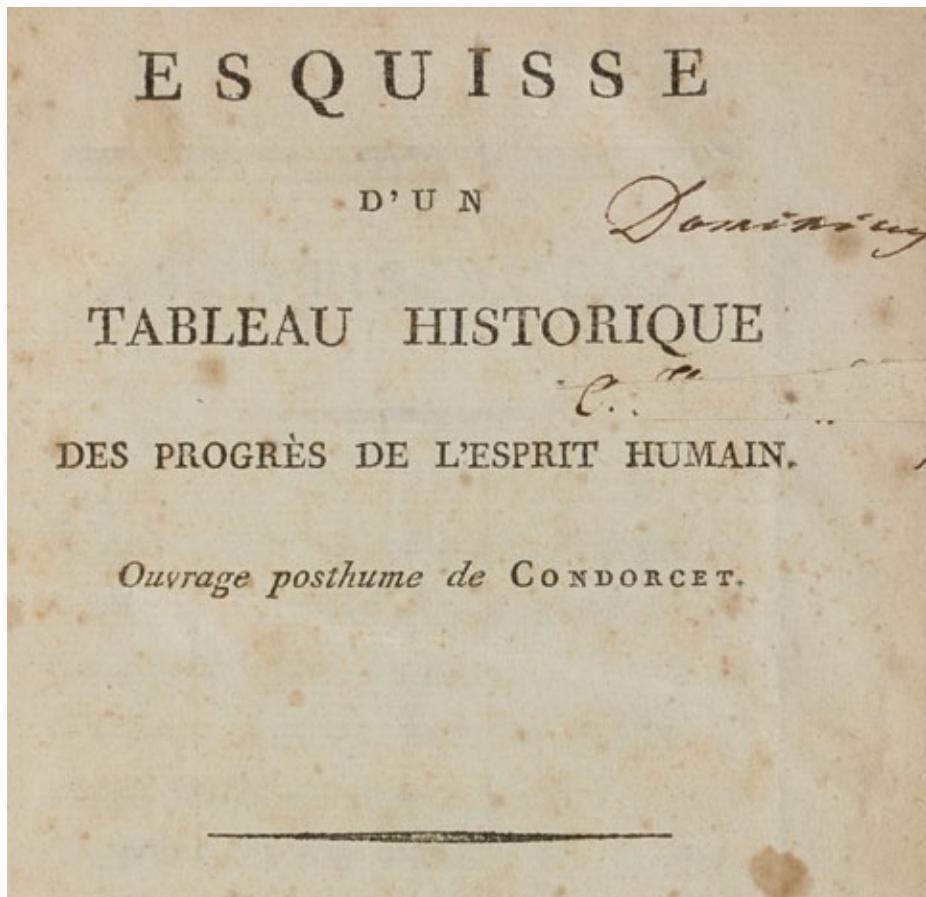 ESQUISSE
D'UN
TABLEAU HISTORIQUE
DES PROGRÈS DE L'ESPRIT HUMAIN.
Ouvrage posthume de CONDORCET.